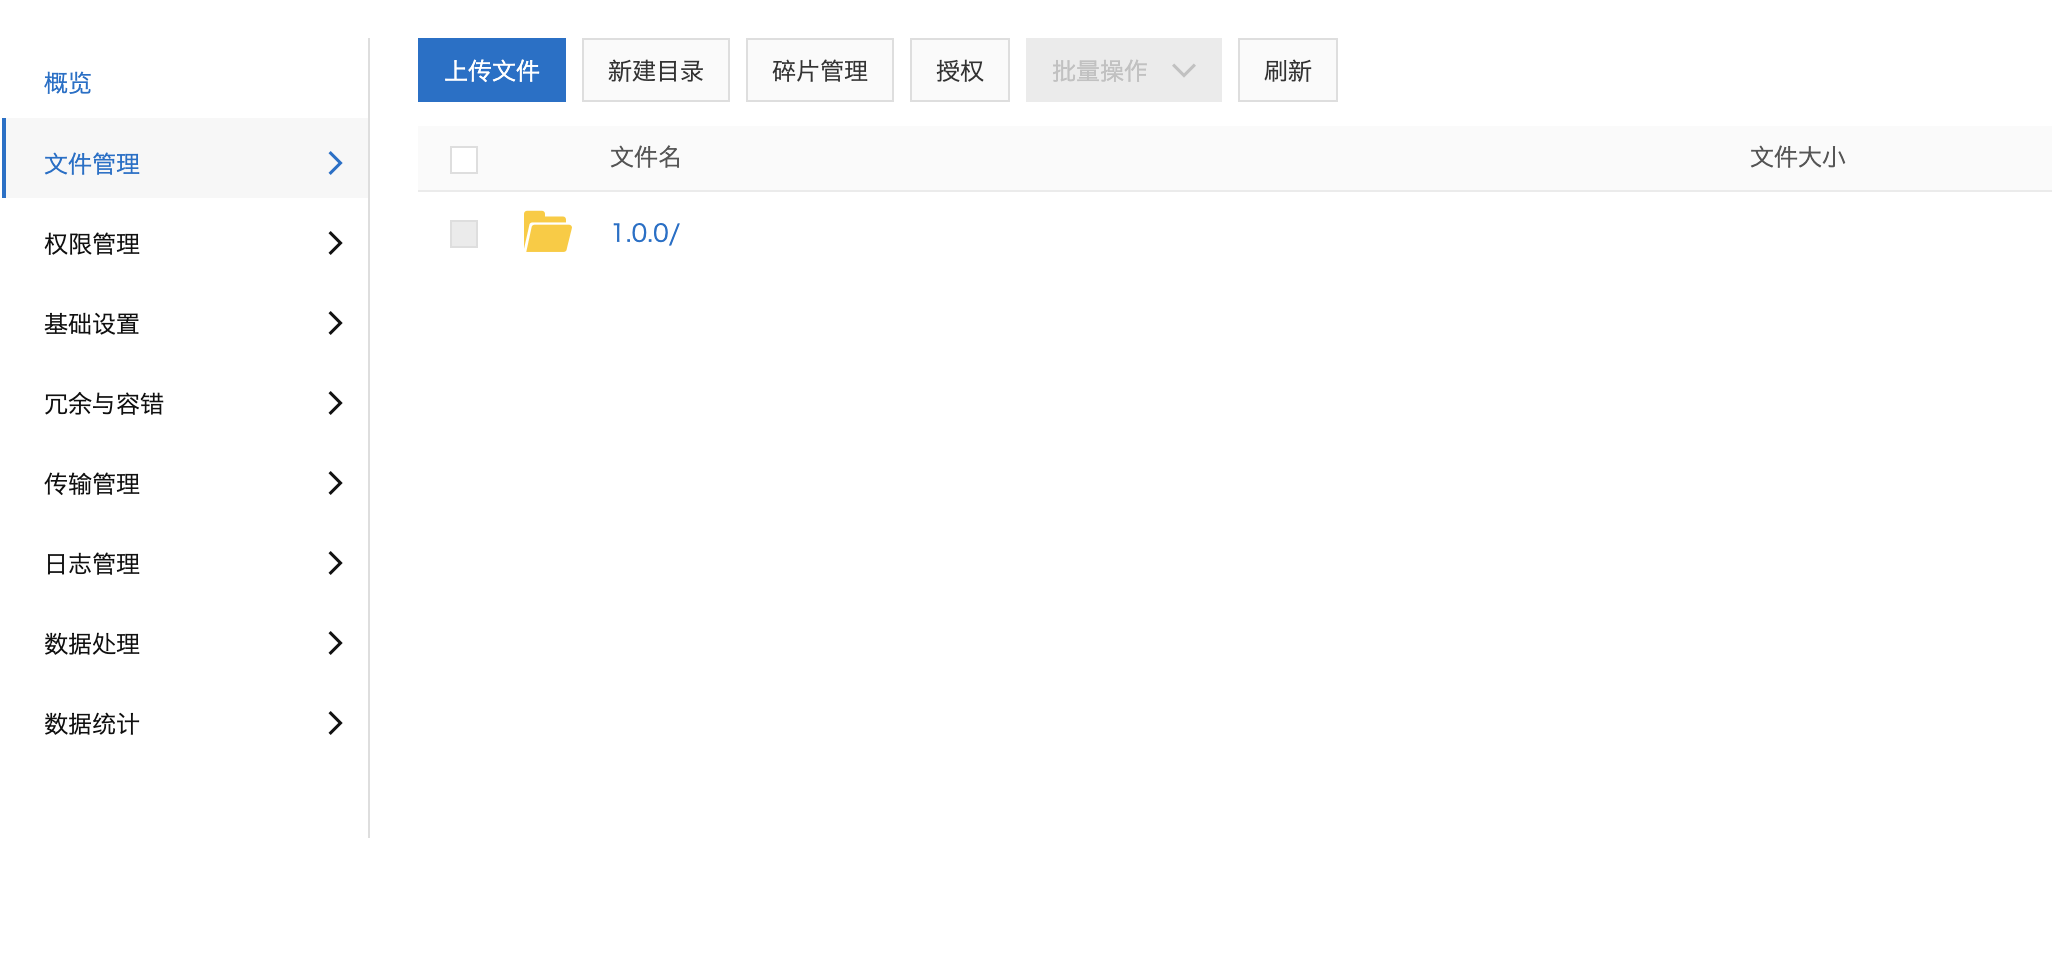 概览
文件管理
权限管理
基础设置
冗余与容错
传输管理
日志管理
数据处理
数据统计
上传文件 新建目录 碎片管理 授权 批量操作 刷新
文件名 文件大小
1.0.0/